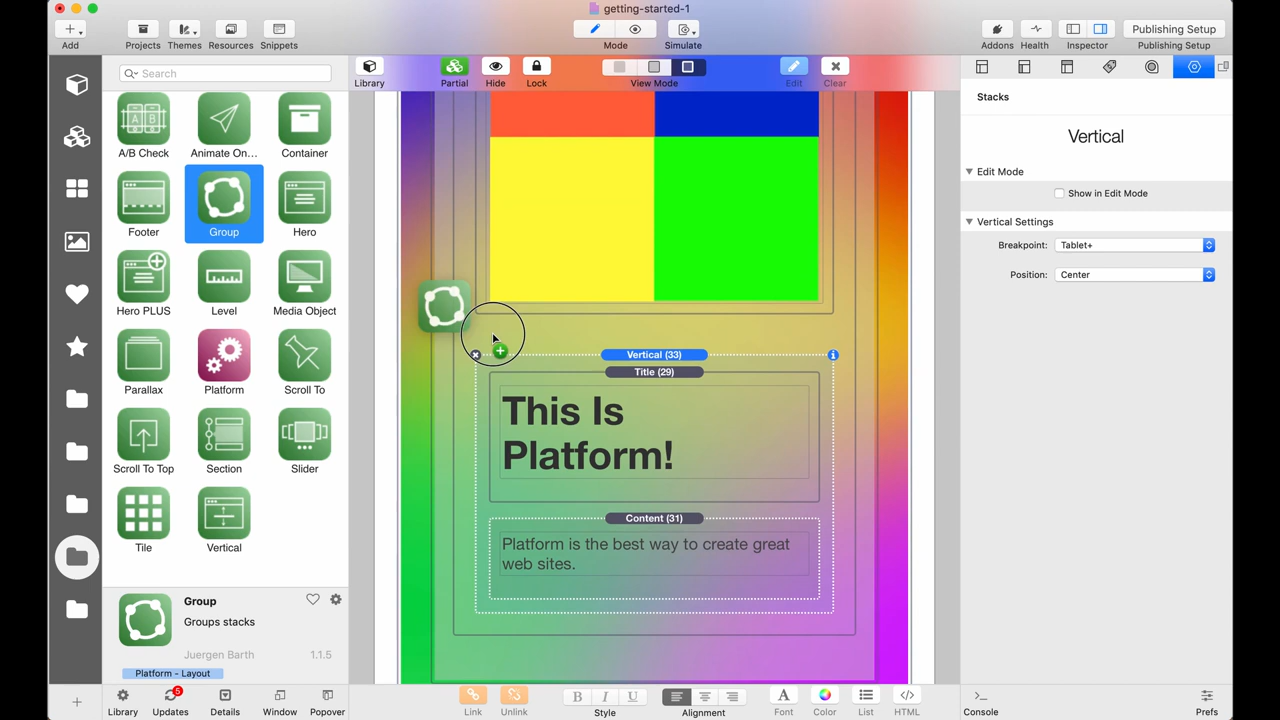 getting-started-1
Add
Projects
Themes
Resources
Snippets
Mode
Simulate
Addons
Health
Inspector
Publishing Setup
Publishing Setup
Search
Library
Partial
Hide
Lock
View Mode
Edit
Clear
Stacks
Vertical
Edit Mode
Show in Edit Mode
Vertical Settings
Breakpoint: Tablet+
Position: Center
A/B Check
Animate On...
Container
Footer
Group
Hero
Hero PLUS
Level
Media Object
Parallax
Platform
Scroll To
Scroll To Top
Section
Slider
Tile
Vertical
Vertical (33)
Title (29)
This Is
Platform!
Content (31)
Platform is the best way to create great
web sites.
Group
Groups stacks
Juergen Barth 1.1.5
Platform - Layout
Library
5
Updates
Details
Window
Popover
Link
Unlink
B I U
Style
Alignment
A
Font
Color
List
HTML
Console
Prefs